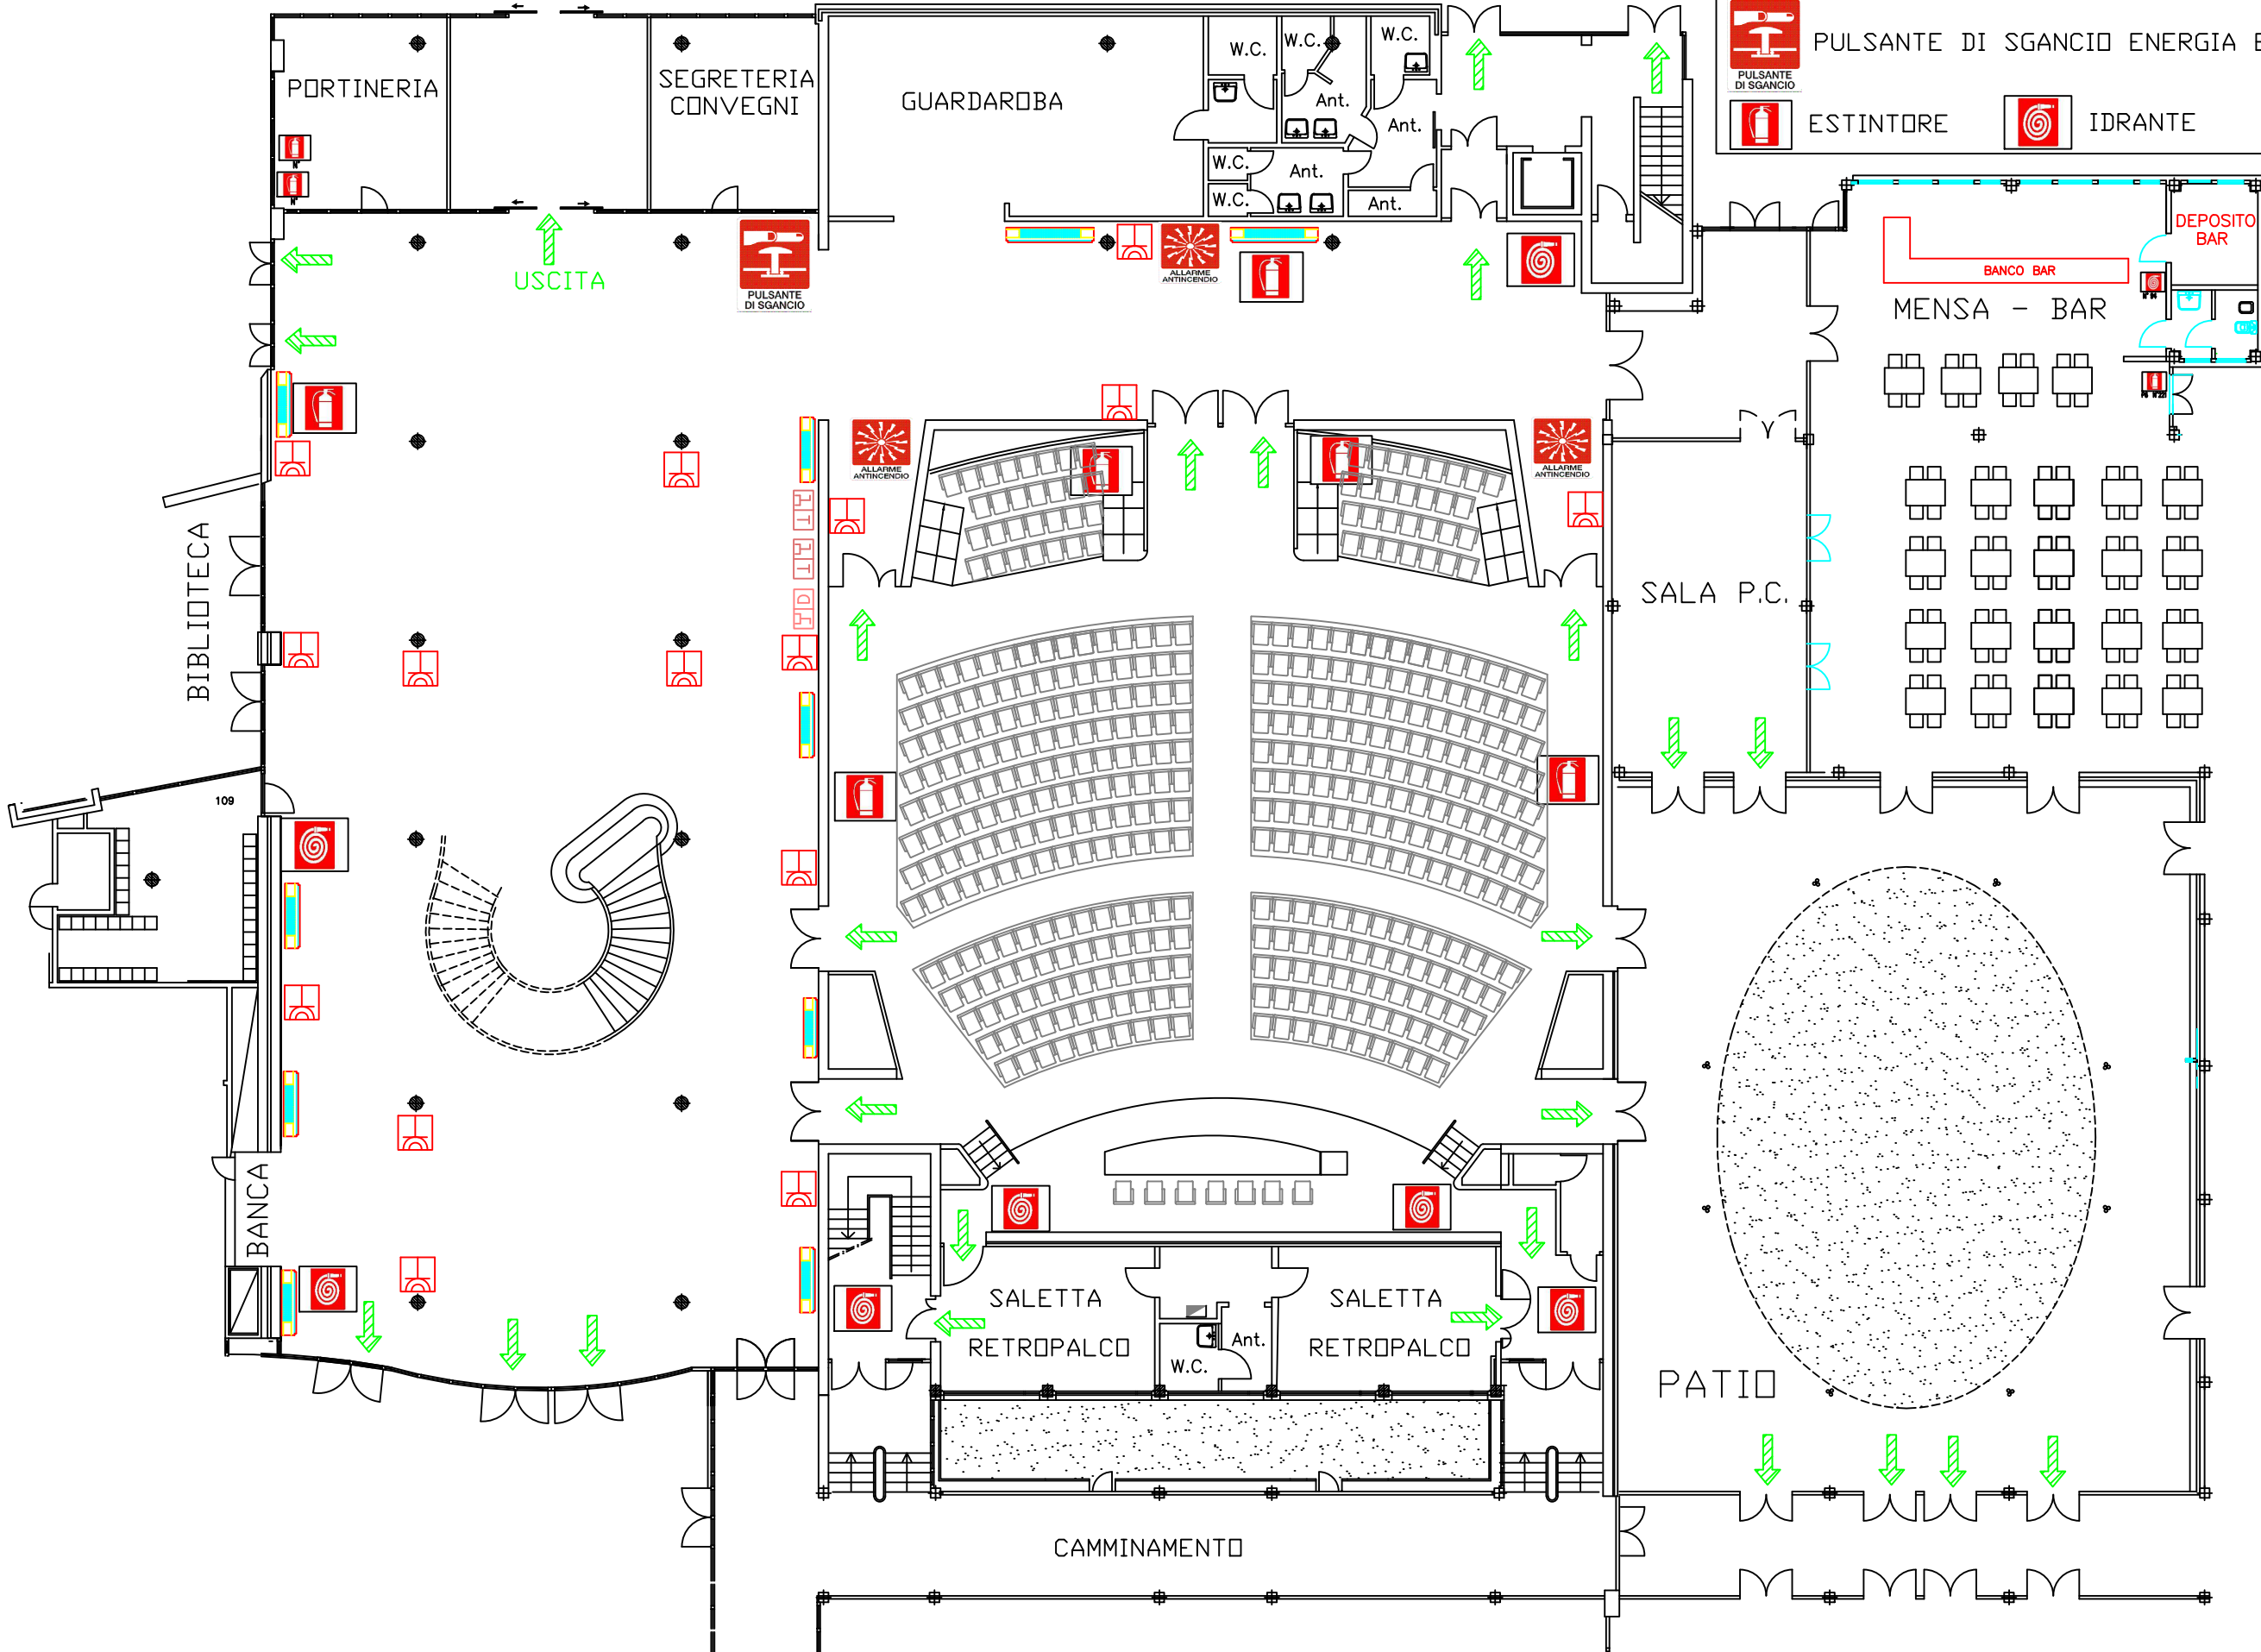 PULSANTE
DI SGANCIO
PULSANTE DI SGANCIO ENERGIA E
ESTINTORE
IDRANTE
PORTINERIA
SEGRETERIA
CONVEGNI
GUARDAROBA
W.C.
W.C.
W.C.
Ant.
Ant.
W.C.
Ant.
W.C.
Ant.
N°
N°
USCITA
PULSANTE
DI SGANCIO
ALLARME
ANTINCENDIO
DEPOSITO
BAR
BANCO BAR
MENSA - BAR
ALLARME
ANTINCENDIO
ALLARME
ANTINCENDIO
BIBLIOTECA
SALA P.C.
109
BANCA
SALETTA
RETROPALCO
SALETTA
RETROPALCO
Ant.
W.C.
PATIO
CAMMINAMENTO